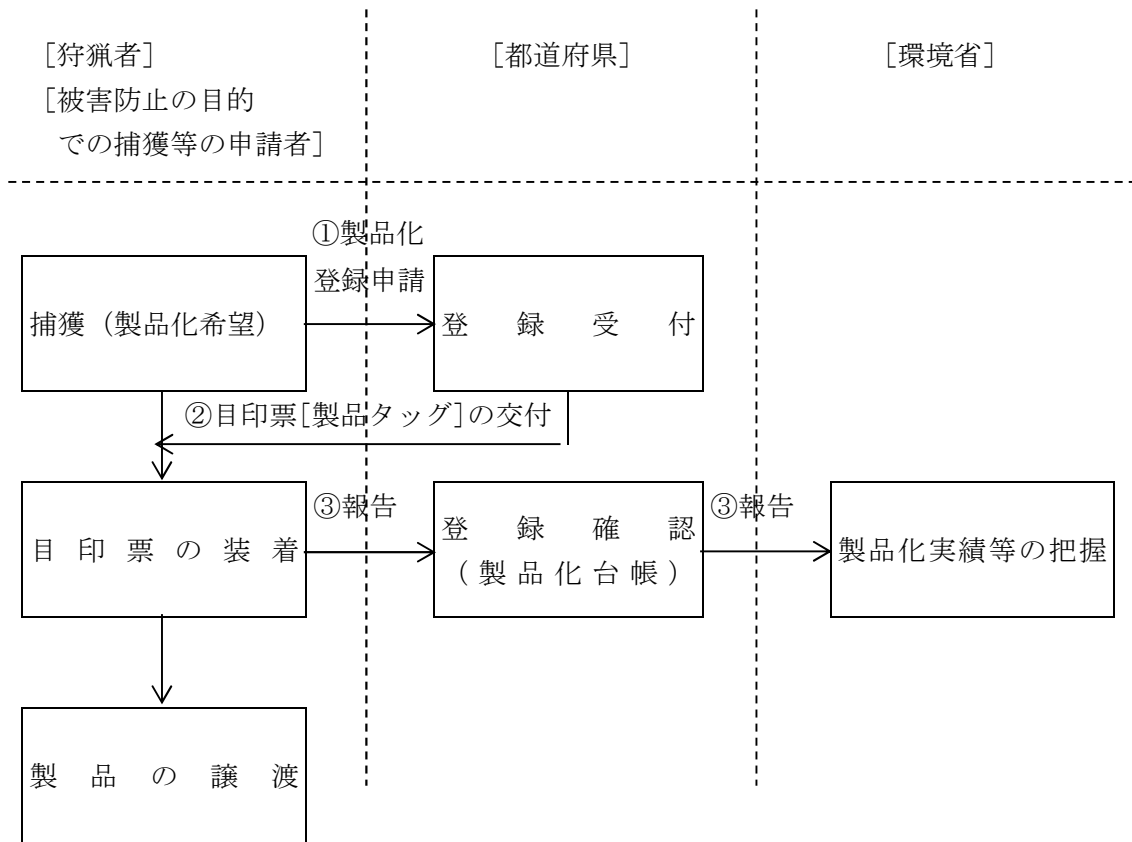 [狩猟者]
[被害防止の目的
での捕獲等の申請者]
[都道府県]
[環境省]
①製品化
登録申請
捕獲（製品化希望）
登録受付
②目印票[製品タッグ]の交付
目印票の装着
③報告
登録確認
（製品化台帳）
③報告
製品化実績等の把握
製品の譲渡